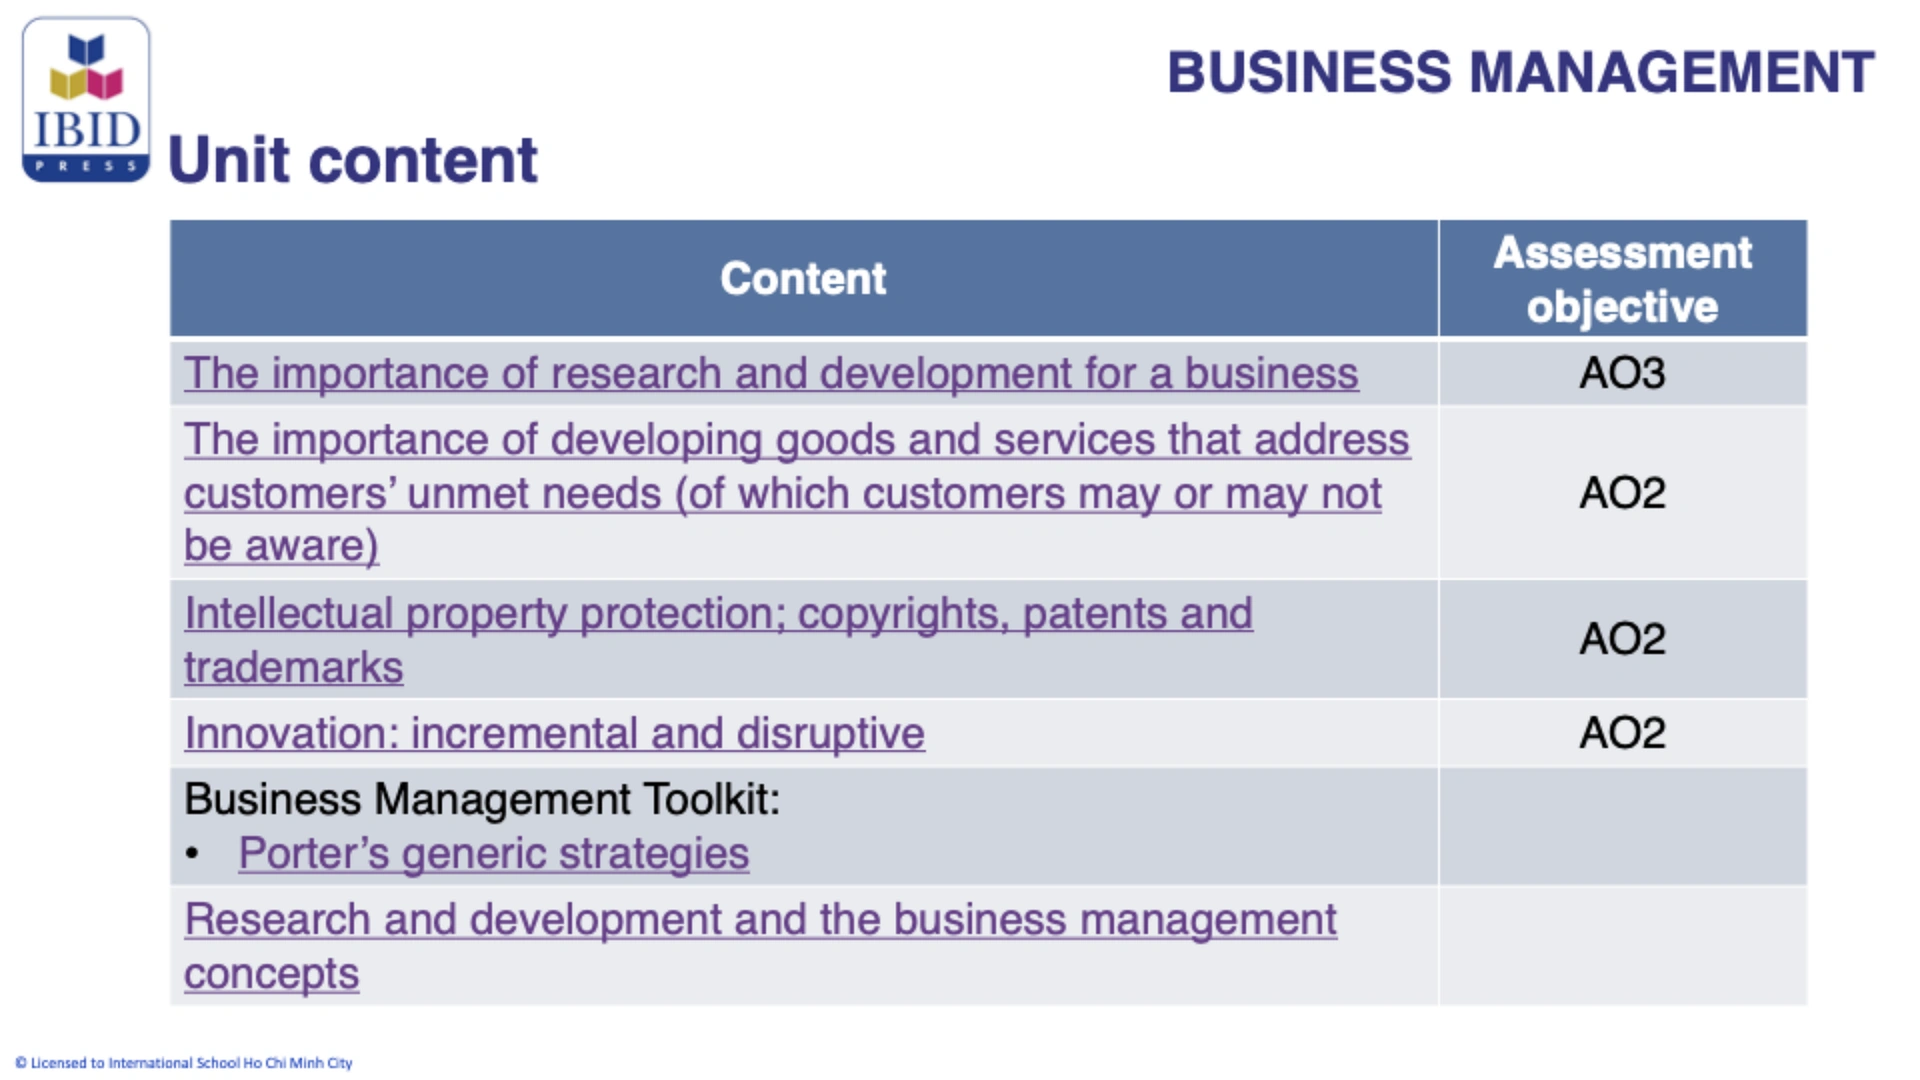 IBID
PRESS
BUSINESS MANAGEMENT
Unit content
Content
Assessment
objective
The importance of research and development for a business
AO3
The importance of developing goods and services that address
customers’ unmet needs (of which customers may or may not
be aware)
AO2
Intellectual property protection; copyrights, patents and
trademarks
AO2
Innovation: incremental and disruptive
AO2
Business Management Toolkit:
• Porter’s generic strategies
Research and development and the business management
concepts
© Licensed to International School Ho Chi Minh City